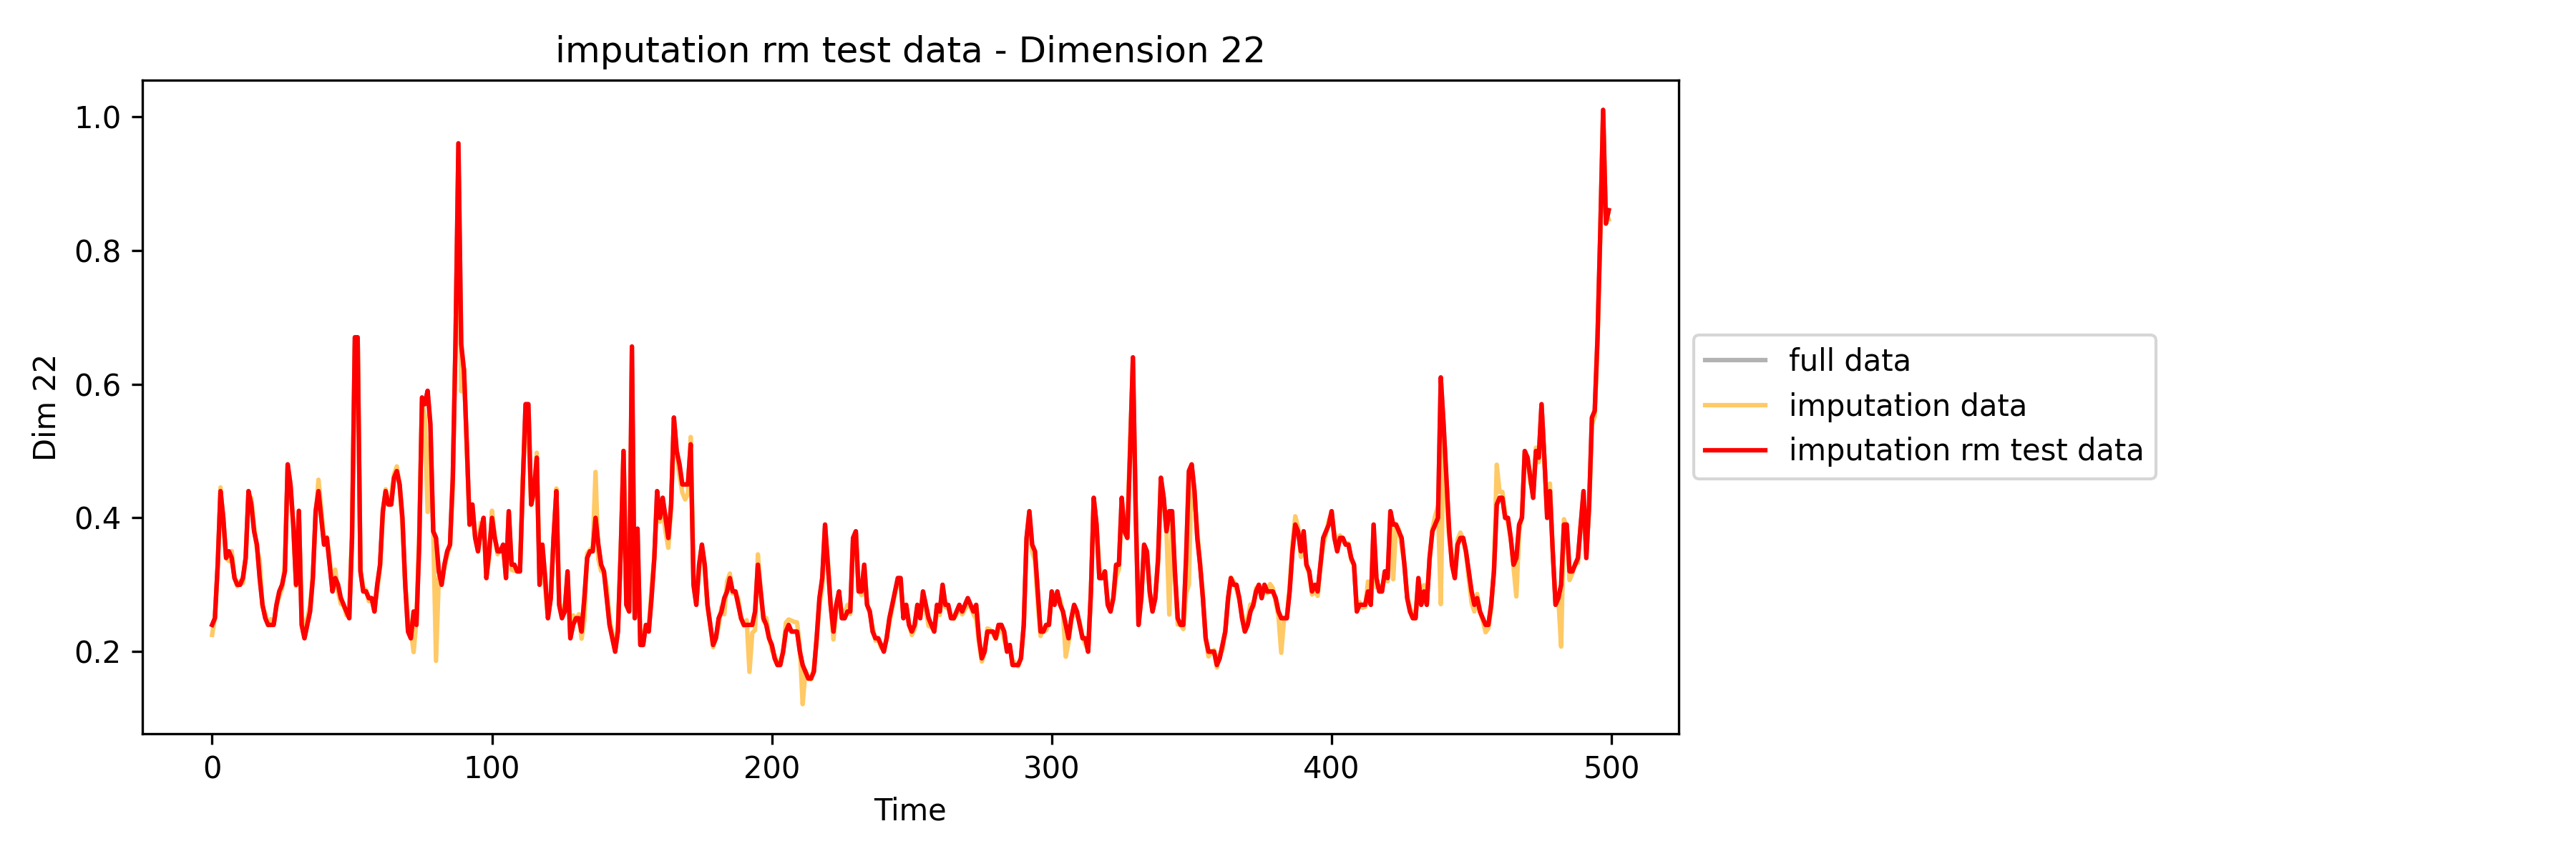 imputation rm test data - Dimension 22
Dim 22
1.0
0.8
0.6
0.4
0.2
0 100 200 300 400 500
Time
full data
imputation data
imputation rm test data